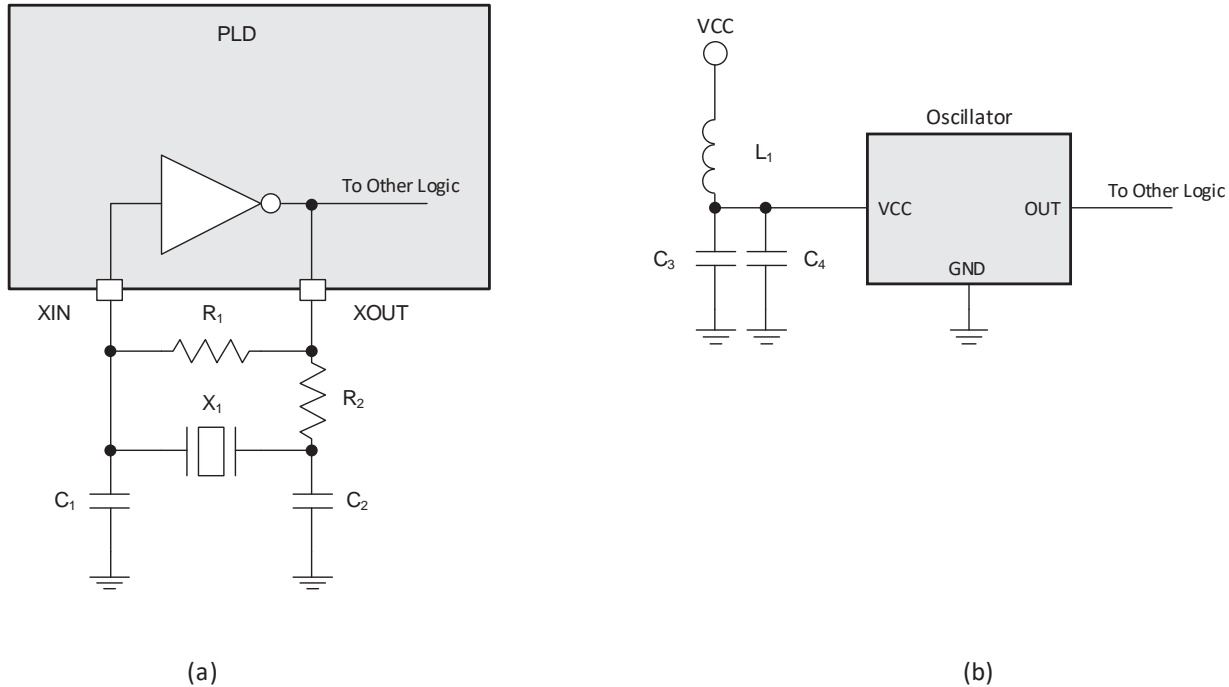 PLD
To Other Logic
XIN
XOUT
R₁
R₂
X₁
C₁
C₂
(a)
VCC
L₁
Oscillator
VCC
OUT
GND
To Other Logic
C₃
C₄
(b)